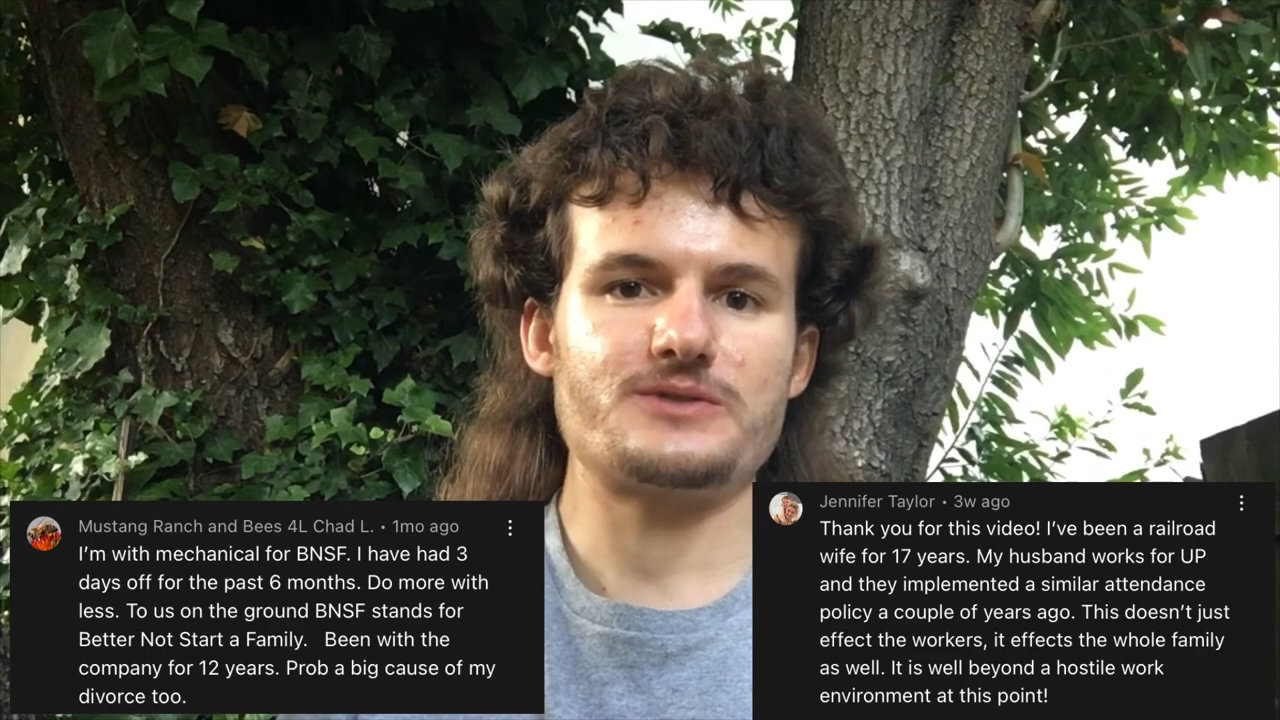 Mustang Ranch and Bees 4L Chad L. • 1mo ago
I’m with mechanical for BNSF. I have had 3
days off for the past 6 months. Do more with
less. To us on the ground BNSF stands for
Better Not Start a Family.   Been with the
company for 12 years. Prob a big cause of my
divorce too.
Jennifer Taylor • 3w ago
Thank you for this video! I’ve been a railroad
wife for 17 years. My husband works for UP
and they implemented a similar attendance
policy a couple of years ago. This doesn’t just
effect the workers, it effects the whole family
as well. It is well beyond a hostile work
environment at this point!